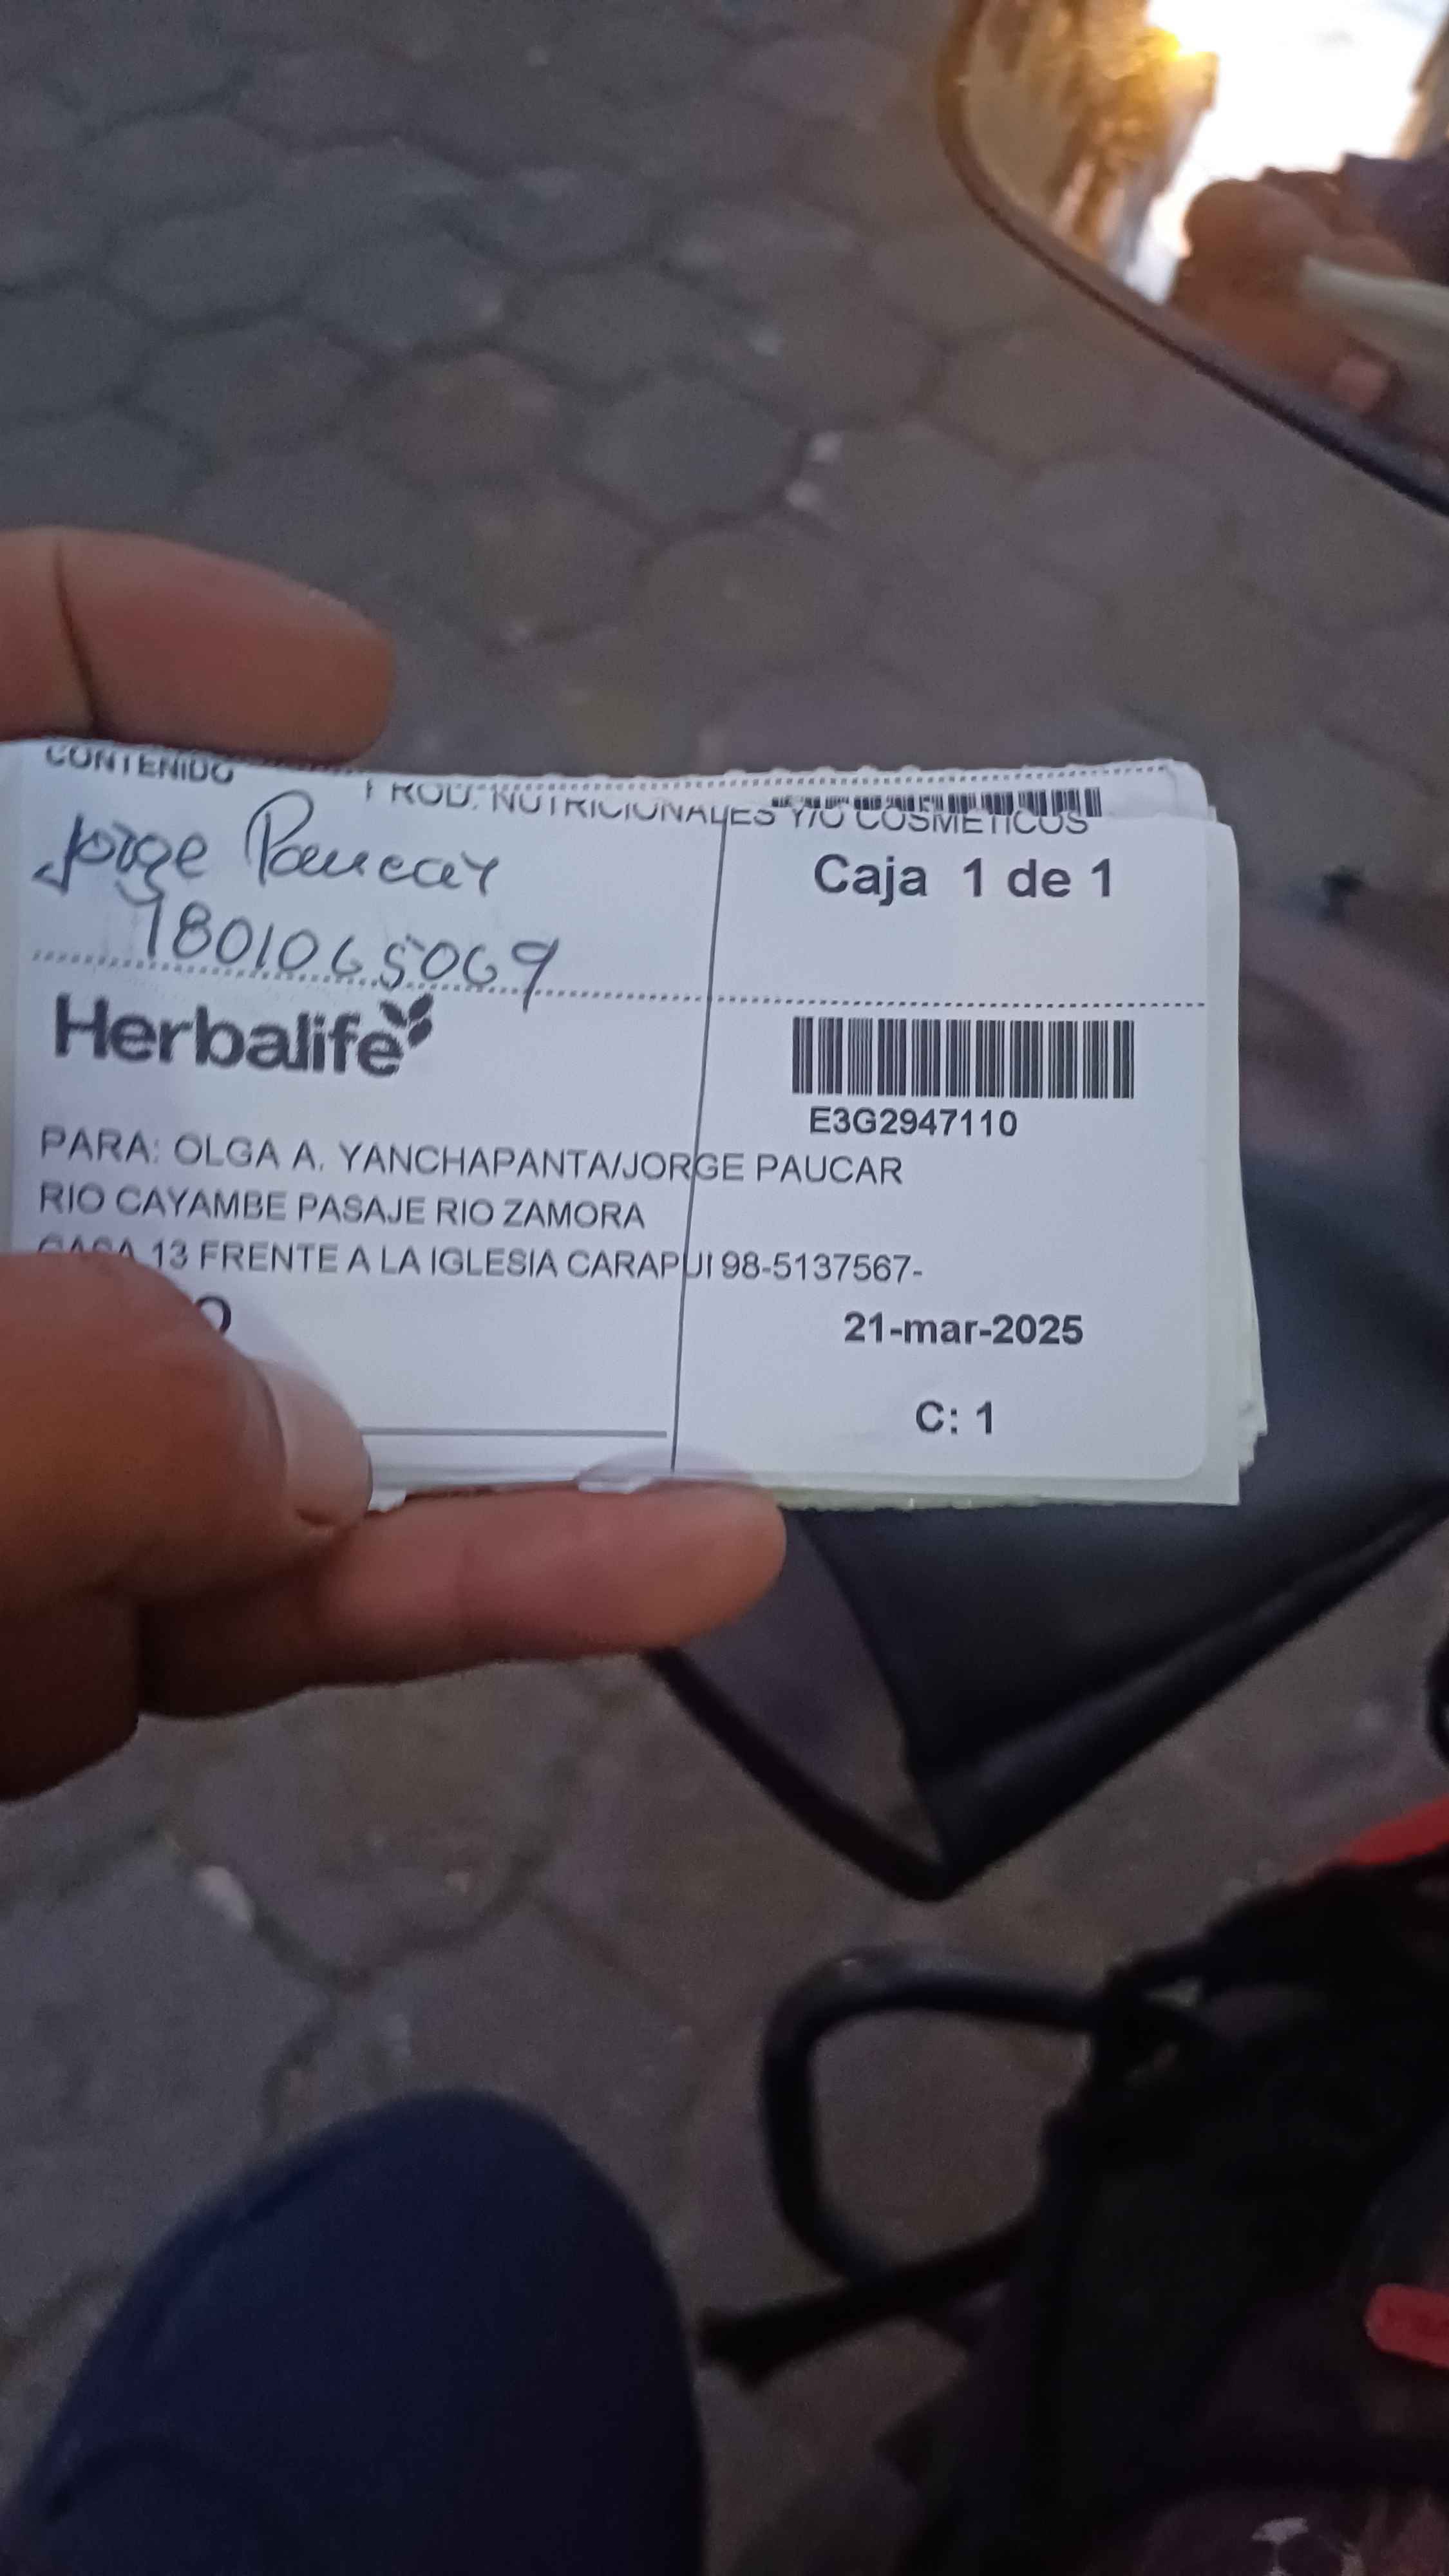 CONTENIDO PROD. NUTRICIONALES Y/O COSMETICOS
Jorge Paucar
1801065069
Caja 1 de 1
Herbalife
E3G2947110
PARA: OLGA A. YANCHAPANTA/JORGE PAUCAR
RIO CAYAMBE PASAJE RIO ZAMORA
CASA 13 FRENTE A LA IGLESIA CARAPUI 98-5137567-
21-mar-2025
C: 1